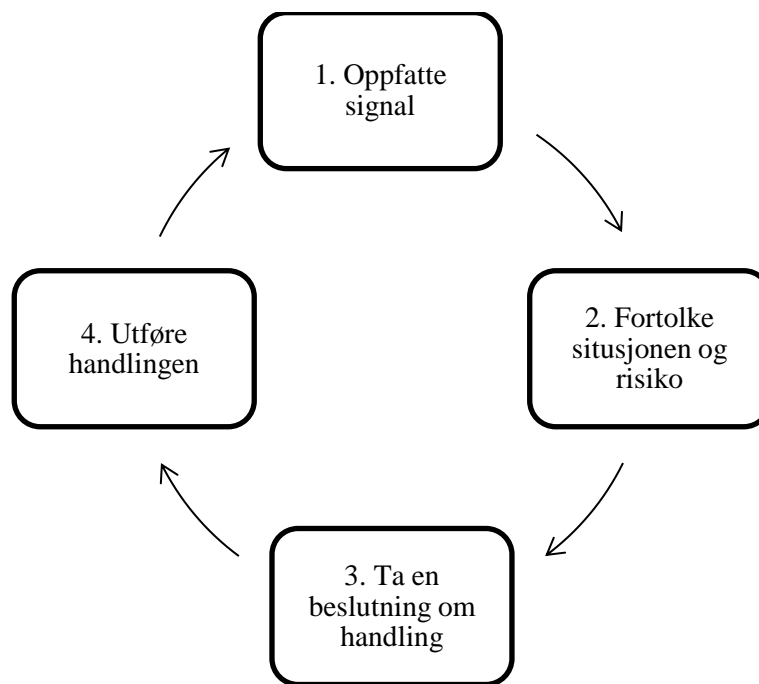 1. Oppfatte
signal
2. Fortolke
situsjonen og
risiko
3. Ta en
beslutning om
handling
4. Utføre
handlingen